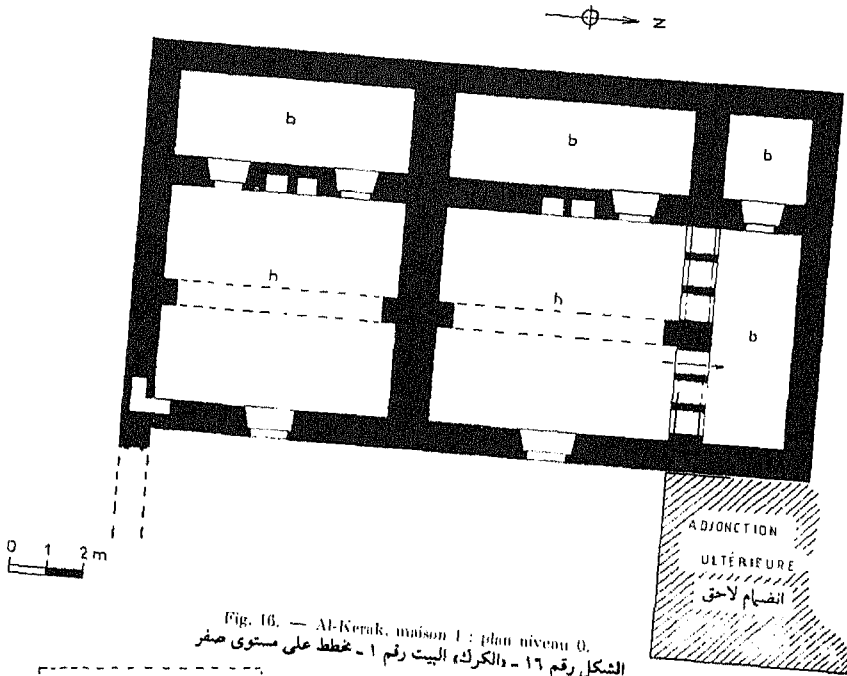 N
b
b
b
h
h
b
0 1 2 m
ADJONCTION
ULTÉRIEURE
انضمام لاحق
Fig. 16. — Al-Kerak, maison 1 : plan niveau 0.
الشكل رقم ١٦ - «الكرك» البيت رقم ١ - مخطط على مستوى صفر